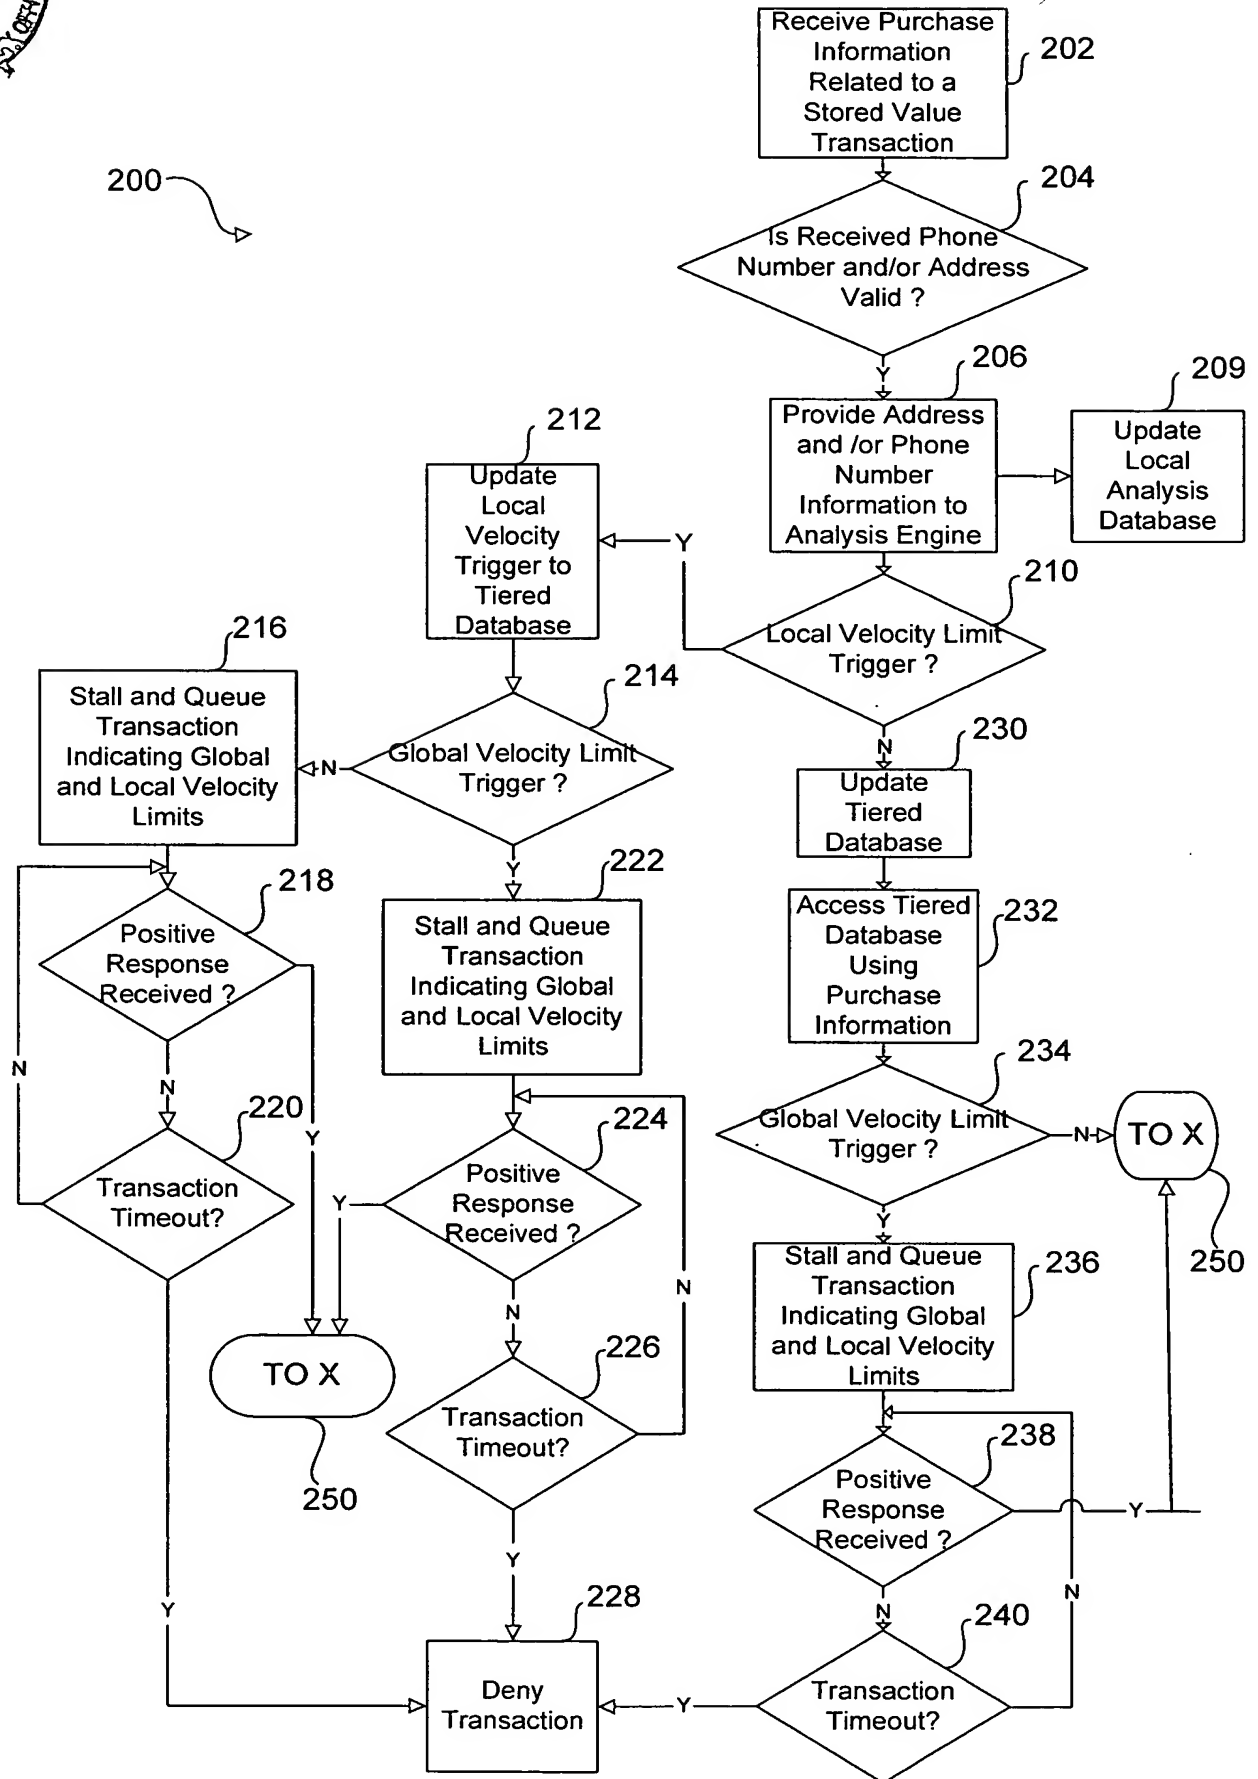 Receive Purchase
Information
Related to a
Stored Value
Transaction
202
200
204
Is Received Phone
Number and/or Address
Valid ?
Y
206
209
Provide Address
and /or Phone
Number
Information to
Analysis Engine
Update
Local
Analysis
Database
212
Update
Local
Velocity
Trigger to
Tiered
Database
Y
210
Local Velocity Limit
Trigger ?
216
Stall and Queue
Transaction
Indicating Global
and Local Velocity
Limits
214
Global Velocity Limit
Trigger ?
N
N
230
Update
Tiered
Database
218
Positive
Response
Received ?
Y
222
Stall and Queue
Transaction
Indicating Global
and Local Velocity
Limits
232
Access Tiered
Database
Using
Purchase
Information
N
N
Y
220
Transaction
Timeout?
224
Positive
Response
Received ?
Y
N
234
Global Velocity Limit
Trigger ?
N
TO X
250
Y
236
Stall and Queue
Transaction
Indicating Global
and Local Velocity
Limits
N
TO X
250
226
Transaction
Timeout?
238
Positive
Response
Received ?
Y
Y
Y
N
N
228
Deny
Transaction
240
Transaction
Timeout?
Y